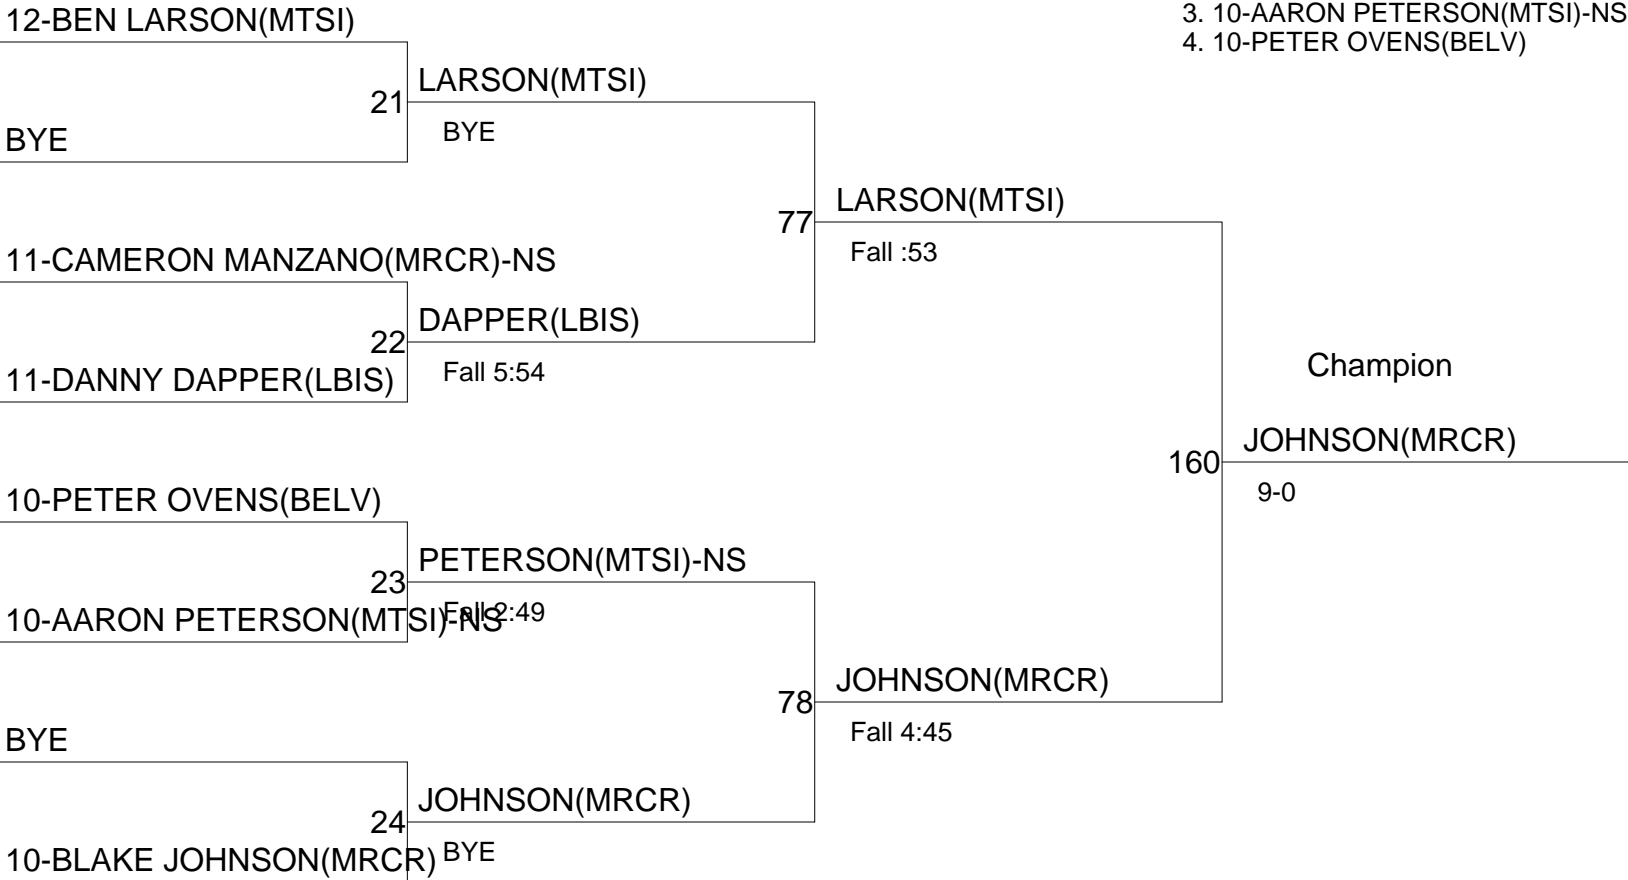 3. 10-AARON PETERSON(MTSI)-NS
4. 10-PETER OVENS(BELV)
12-BEN LARSON(MTSI)
21
LARSON(MTSI)
BYE
BYE
77
LARSON(MTSI)
Fall :53
11-CAMERON MANZANO(MRCR)-NS
22
DAPPER(LBIS)
Fall 5:54
11-DANNY DAPPER(LBIS)
Champion
160
JOHNSON(MRCR)
9-0
10-PETER OVENS(BELV)
23
PETERSON(MTSI)-NS
Fall 2:49
10-AARON PETERSON(MTSI)-NS
78
JOHNSON(MRCR)
Fall 4:45
BYE
24
JOHNSON(MRCR)
BYE
10-BLAKE JOHNSON(MRCR)